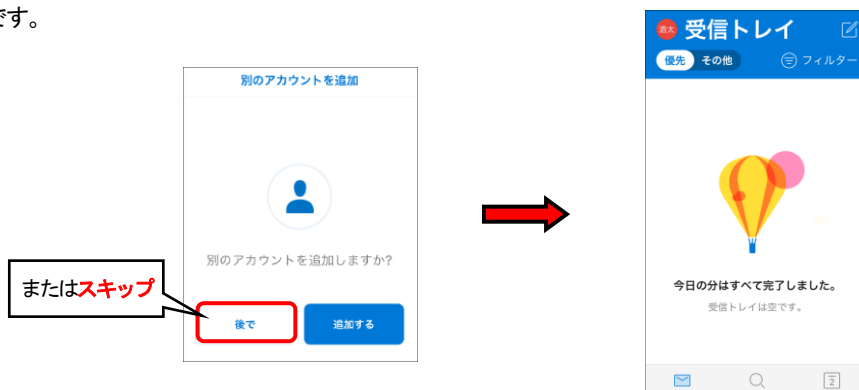 です。
別のアカウントを追加
別のアカウントを追加しますか?
またはスキップ
後で
追加する
受信トレイ
優先
その他
フィルター
今日の分はすべて完了しました。
受信トレイは空です。
2